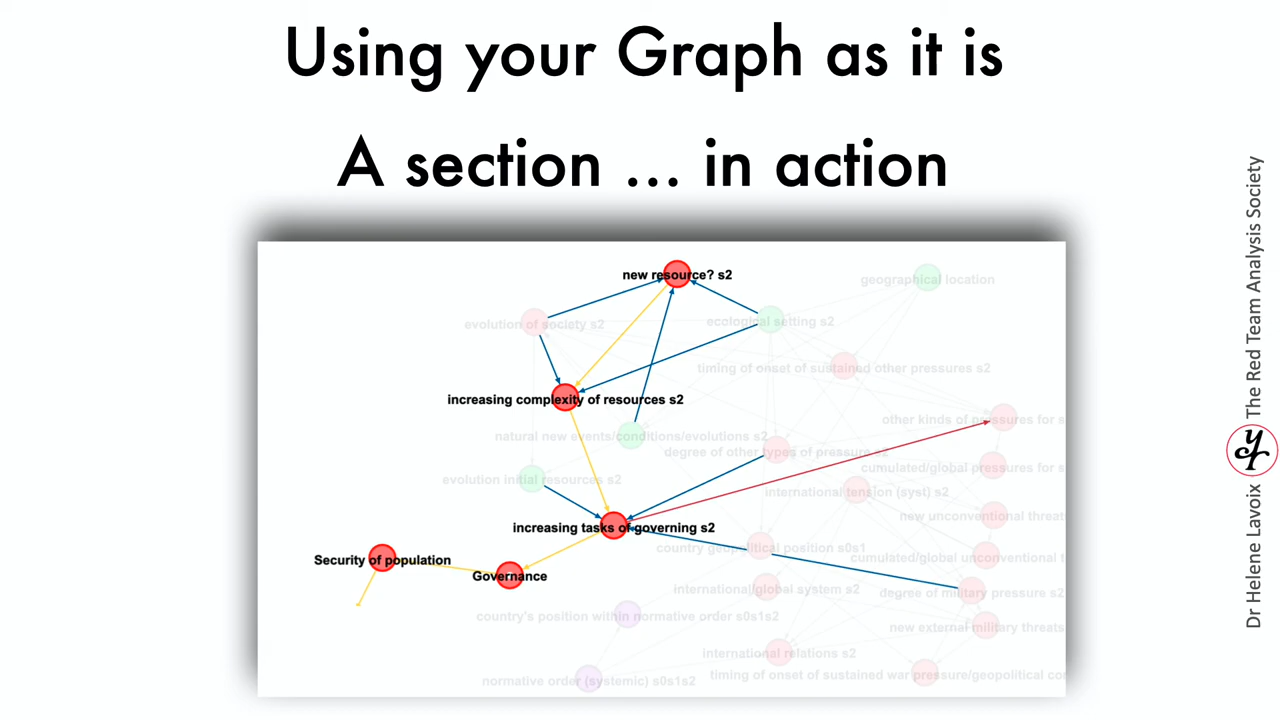 Using your Graph as it is
A section ... in action
new resource? s2
geographical location
evolution of society s2
ecological setting s2
timing of onset of sustained other pressures s2
increasing complexity of resources s2
other kinds of pressures for s
natural new events/conditions/evolutions s2
degree of other types of pressure s2
cumulated/global pressures for s
evolution initial resources s2
international tension (syst) s2
new unconventional threat
increasing tasks of governing s2
country geopolitical position s0s1
cumulated/global unconventional t
Security of population
Governance
international/global system s2
degree of military pressure s2
country's position within normative order s0s1s2
new external military threats
international relations s2
timing of onset of sustained war pressure/geopolitical con
normative order (systemic) s0s1s2
Dr Helene Lavoix The Red Team Analysis Society